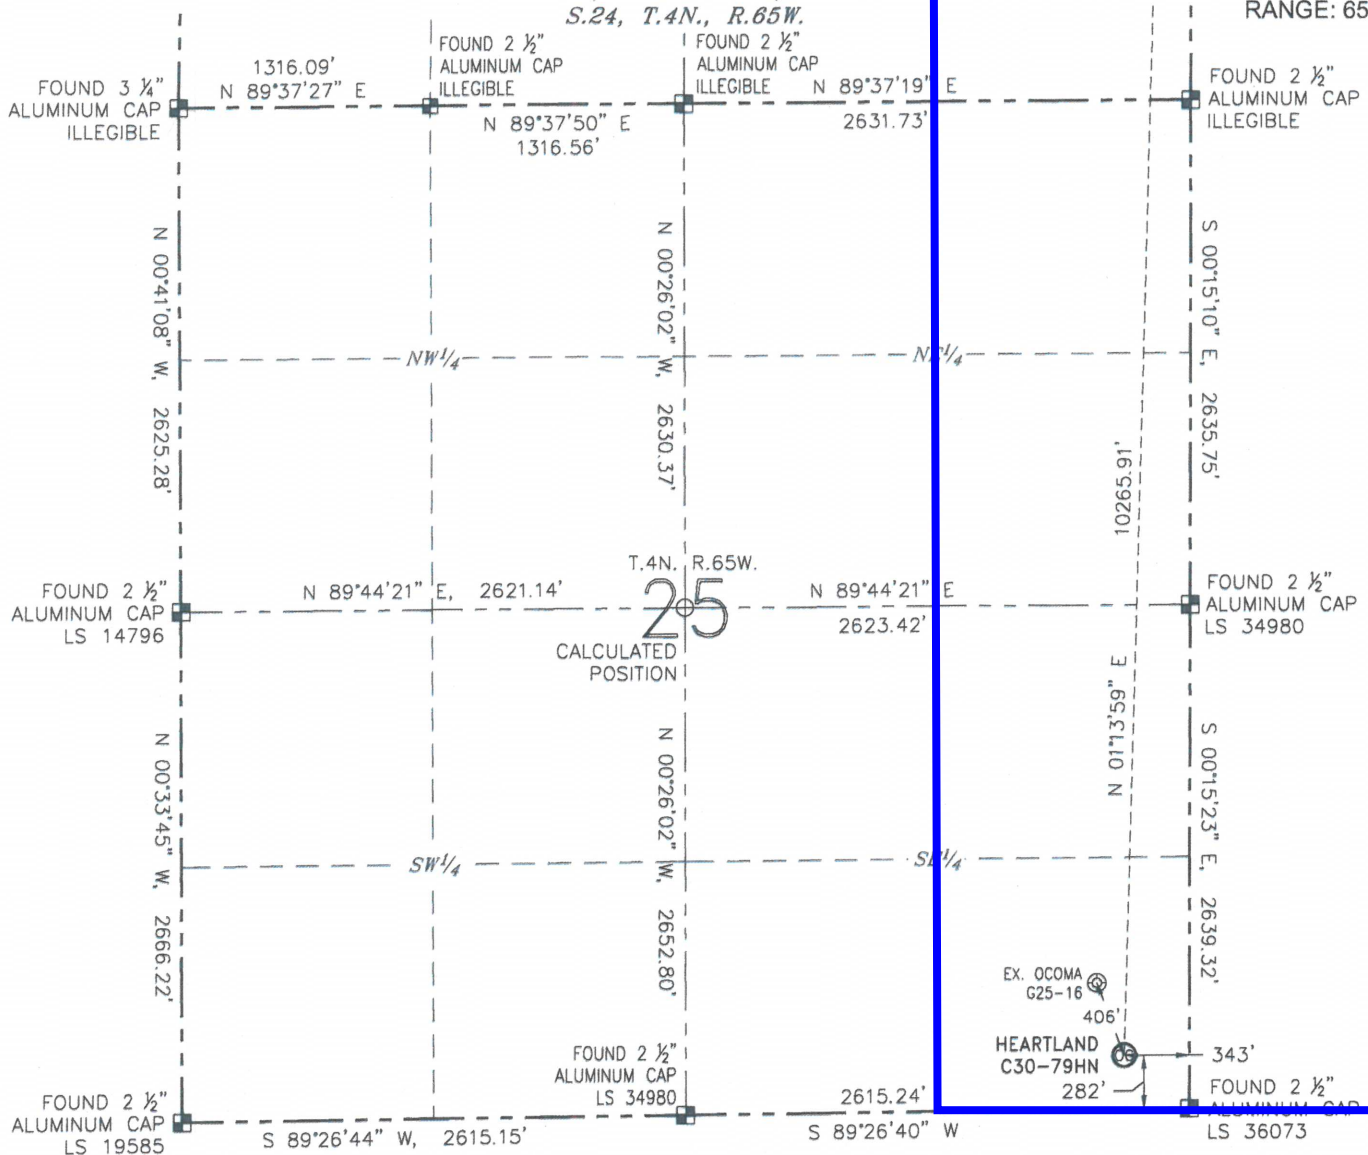 S.24, T.4N., R.65W.
RANGE: 65
FOUND 3 ¼"
ALUMINUM CAP
ILLEGIBLE
1316.09'
N 89°37'27" E
FOUND 2 ½"
ALUMINUM CAP
ILLEGIBLE
N 89°37'50" E
1316.56'
FOUND 2 ½"
ALUMINUM CAP
ILLEGIBLE
N 89°37'19" E
2631.73'
FOUND 2 ½"
ALUMINUM CAP
ILLEGIBLE
N 00°41'08" W, 2625.28'
N 00°26'02" W, 2630.37'
S 00°15'10" E, 2635.75'
NW¼
NE¼
10265.91'
N 01°13'59" E
FOUND 2 ½"
ALUMINUM CAP
LS 14796
N 89°44'21" E, 2621.14'
T.4N. R.65W.
25
CALCULATED
POSITION
N 89°44'21" E
2623.42'
FOUND 2 ½"
ALUMINUM CAP
LS 34980
N 00°33'45" W, 2666.22'
N 00°26'02" W, 2652.80'
S 00°15'23" E, 2639.32'
SW¼
SE¼
EX. OCOMA
G25-16
406'
HEARTLAND
C30-79HN
343'
282'
FOUND 2 ½"
ALUMINUM CAP
LS 19585
S 89°26'44" W, 2615.15'
FOUND 2 ½"
ALUMINUM CAP
LS 34980
2615.24'
S 89°26'40" W
FOUND 2 ½"
ALUMINUM CAP
LS 36073